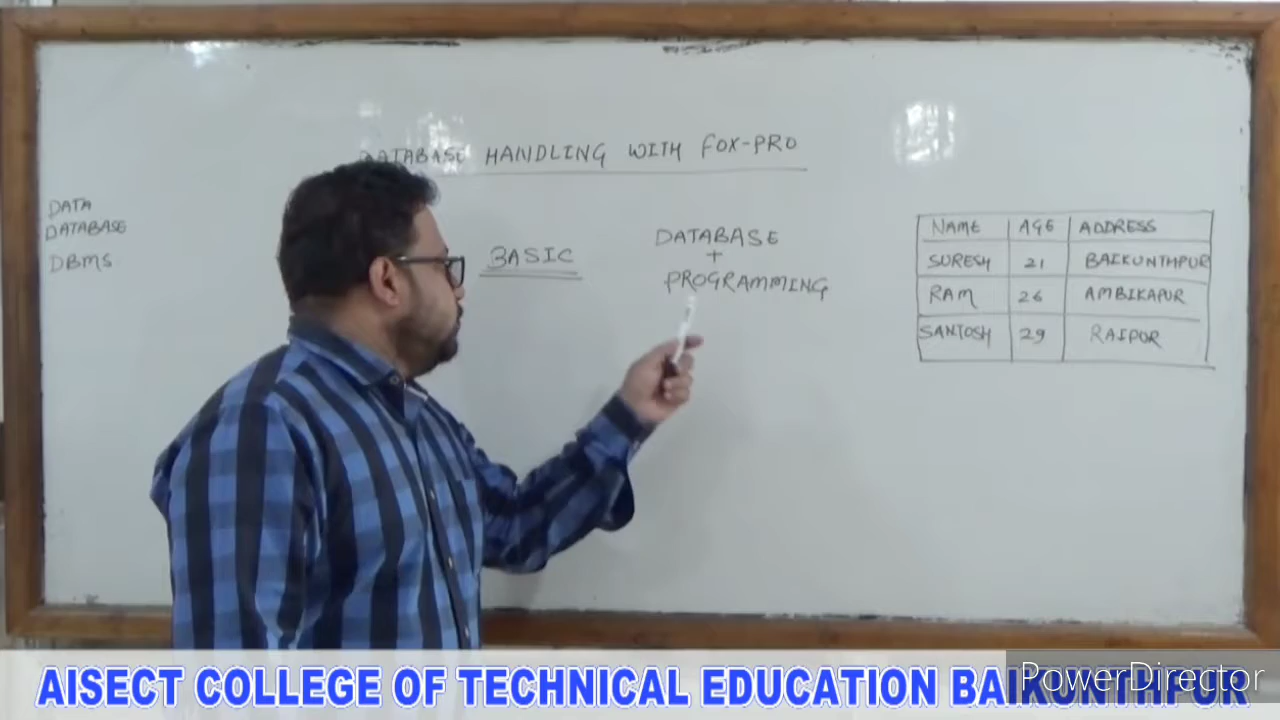 DATABASE HANDLING WITH FOX-PRO
DATA
DATABASE
DBMS
BASIC
DATABASE
+
PROGRAMMING
NAME AGE ADDRESS
SURESH 21 BAIKUNTHPUR
RAM 26 AMBIKAPUR
SANTOSH 29 RAIPUR
AISECT COLLEGE OF TECHNICAL EDUCATION BAIKUNTHPUR
PowerDirector